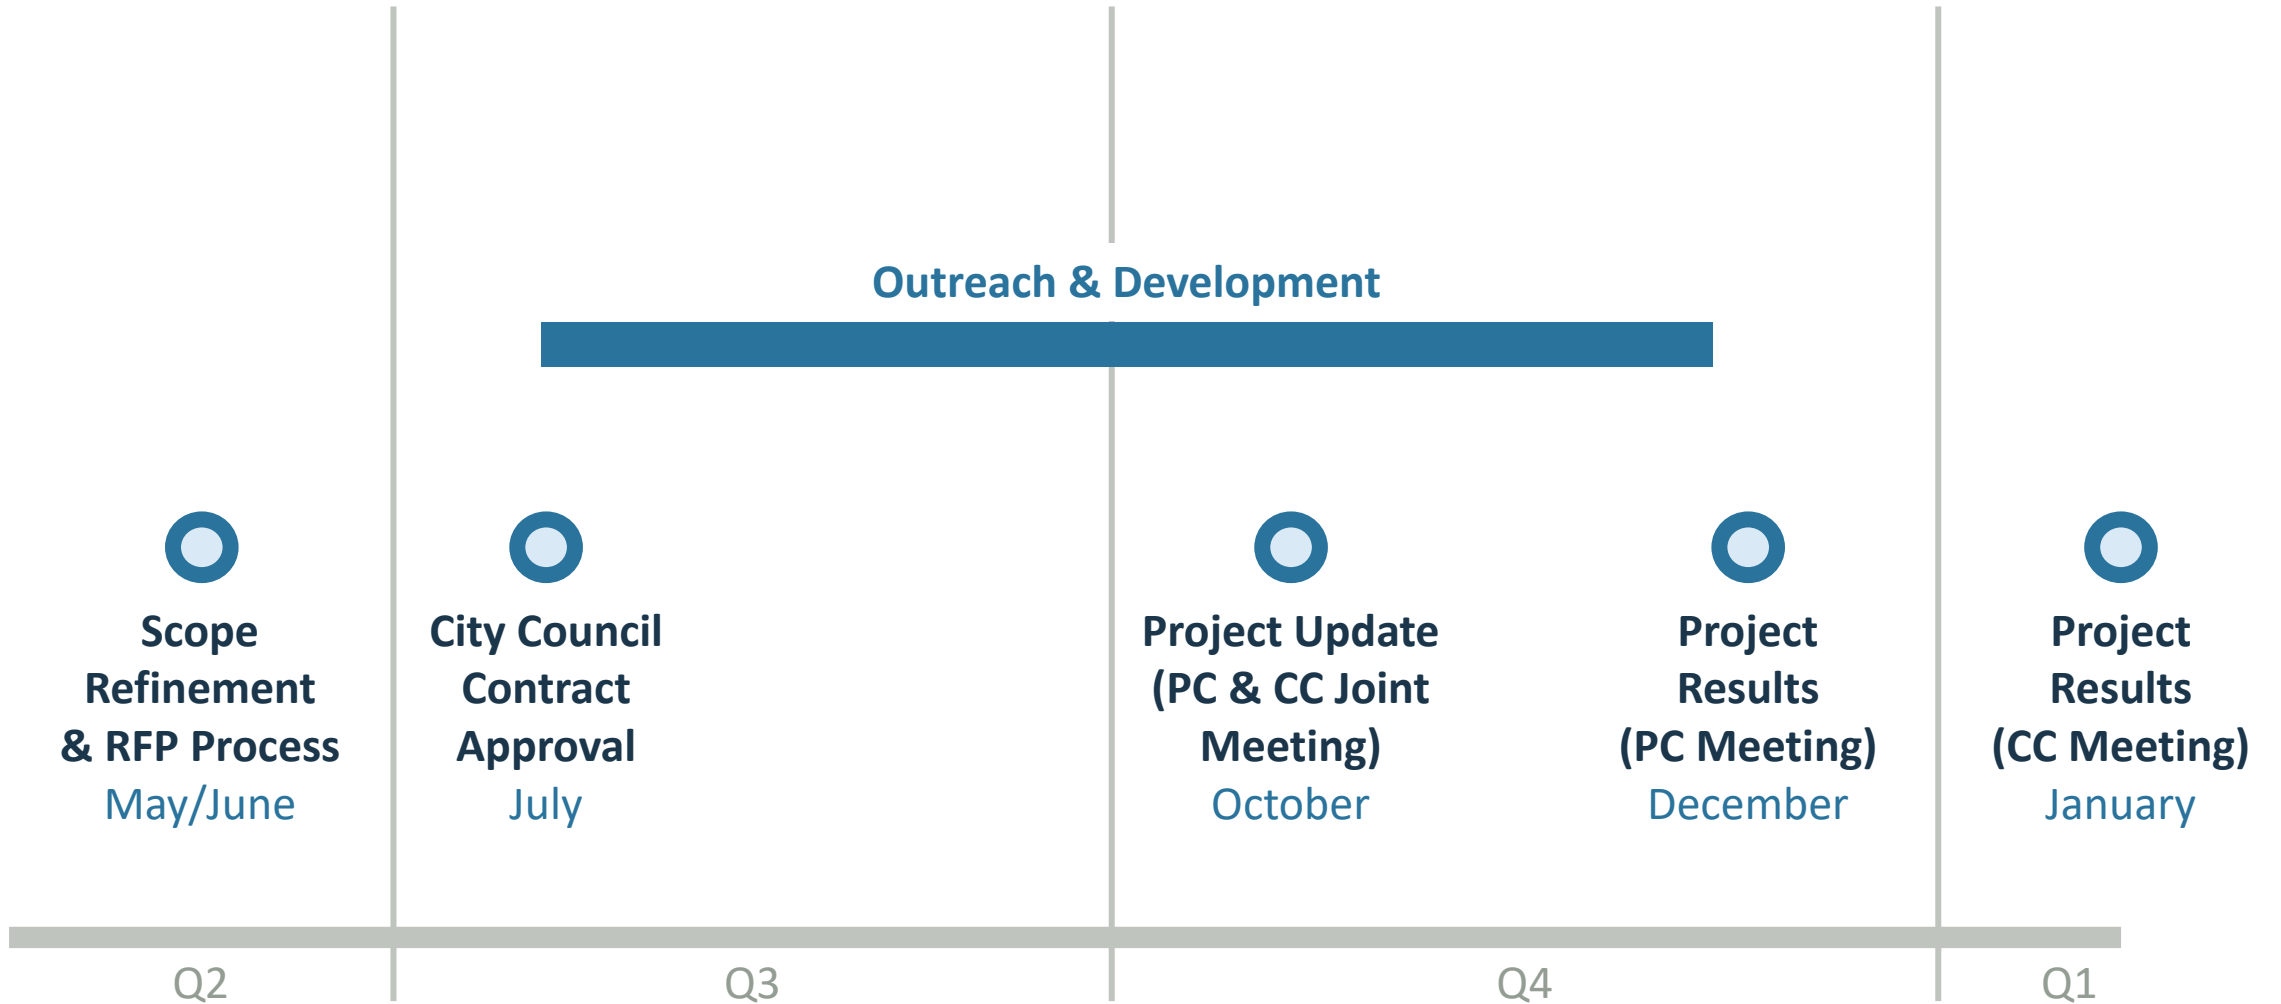 Outreach & Development
Scope
Refinement
& RFP Process
May/June
City Council
Contract
Approval
July
Project Update
(PC & CC Joint
Meeting)
October
Project
Results
(PC Meeting)
December
Project
Results
(CC Meeting)
January
Q2
Q3
Q4
Q1